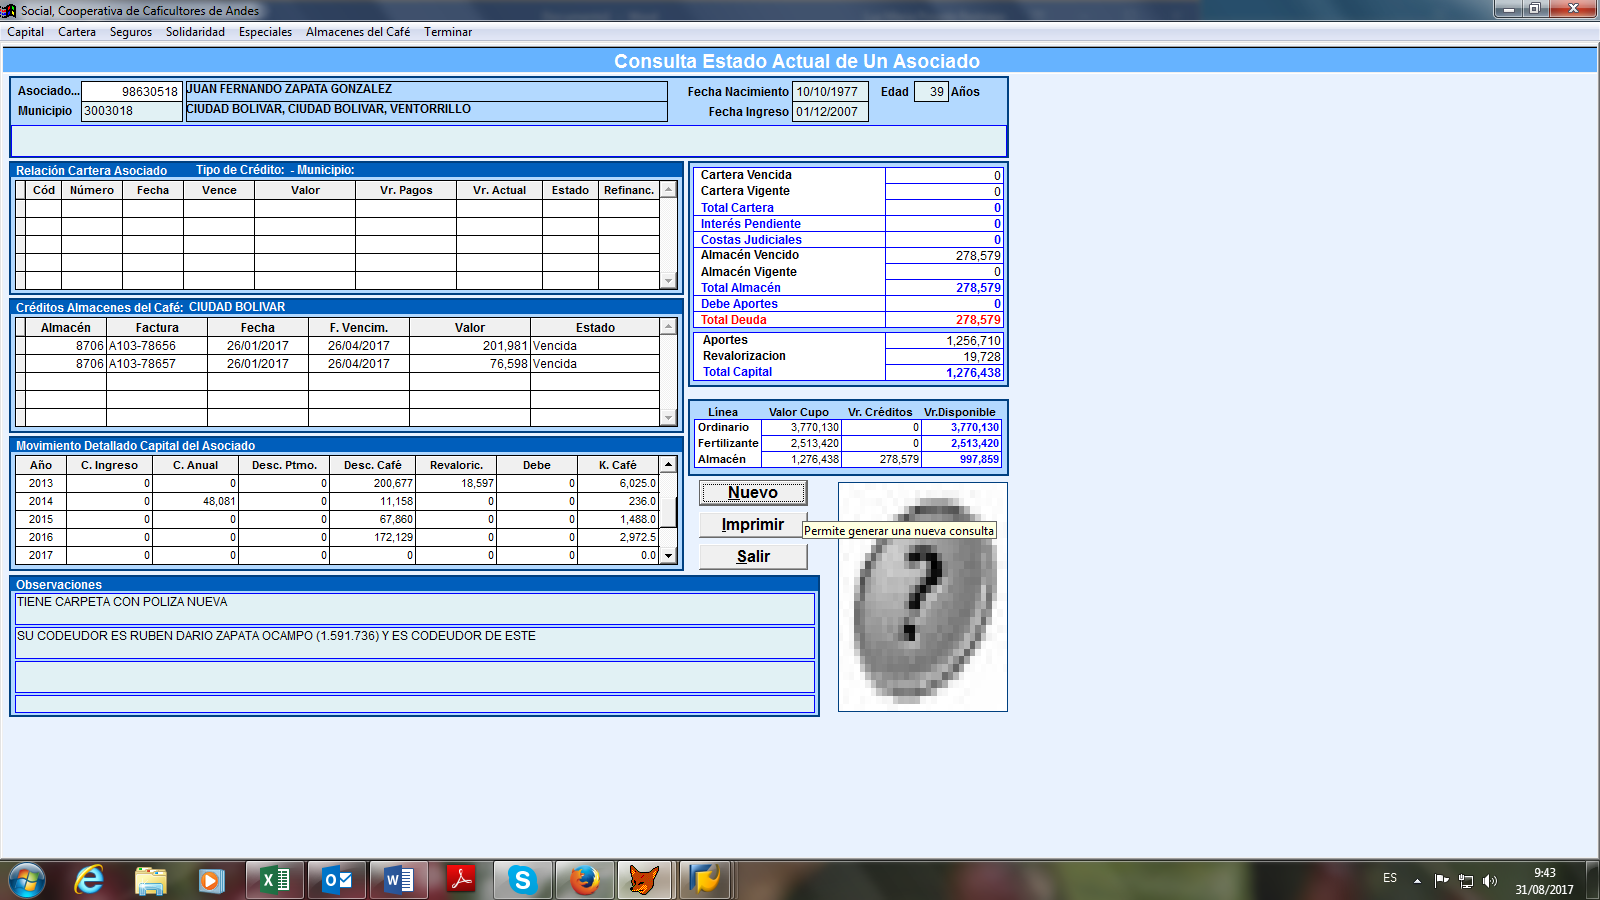 Social, Cooperativa de Caficultores de Andes
Capital Cartera Seguros Solidaridad Especiales Almacenes del Café Terminar
Consulta Estado Actual de Un Asociado
Asociado... 98630518 JUAN FERNANDO ZAPATA GONZALEZ Fecha Nacimiento 10/10/1977 Edad 39 Años
Municipio 3003018 CIUDAD BOLIVAR, CIUDAD BOLIVAR, VENTORRILLO Fecha Ingreso 01/12/2007
Relación Cartera Asociado Tipo de Crédito: - Municipio:
Cód Número Fecha Vence Valor Vr. Pagos Vr. Actual Estado Refinanc.
Cartera Vencida 0
Cartera Vigente 0
Total Cartera 0
Interés Pendiente 0
Costas Judiciales 0
Almacén Vencido 278,579
Almacén Vigente 0
Total Almacén 278,579
Debe Aportes 0
Total Deuda 278,579
Aportes 1,256,710
Revalorizacion 19,728
Total Capital 1,276,438
Créditos Almacenes del Café: CIUDAD BOLIVAR
Almacén Factura Fecha F. Vencim. Valor Estado
8706 A103-78656 26/01/2017 26/04/2017 201,981 Vencida
8706 A103-78657 26/01/2017 26/04/2017 76,598 Vencida
Línea Valor Cupo Vr. Créditos Vr.Disponible
Ordinario 3,770,130 0 3,770,130
Fertilizante 2,513,420 0 2,513,420
Almacén 1,276,438 278,579 997,859
Movimiento Detallado Capital del Asociado
Año C. Ingreso C. Anual Desc. Ptmo. Desc. Café Revaloric. Debe K. Café
2013 0 0 0 200,677 18,597 0 6,025.0
2014 0 48,081 0 11,158 0 0 236.0
2015 0 0 0 67,860 0 0 1,488.0
2016 0 0 0 172,129 0 0 2,972.5
2017 0 0 0 0 0 0 0.0
Nuevo
Imprimir
Permite generar una nueva consulta
Salir
Observaciones
TIENE CARPETA CON POLIZA NUEVA
SU CODEUDOR ES RUBEN DARIO ZAPATA OCAMPO (1.591.736) Y ES CODEUDOR DE ESTE
ES
9:43
31/08/2017